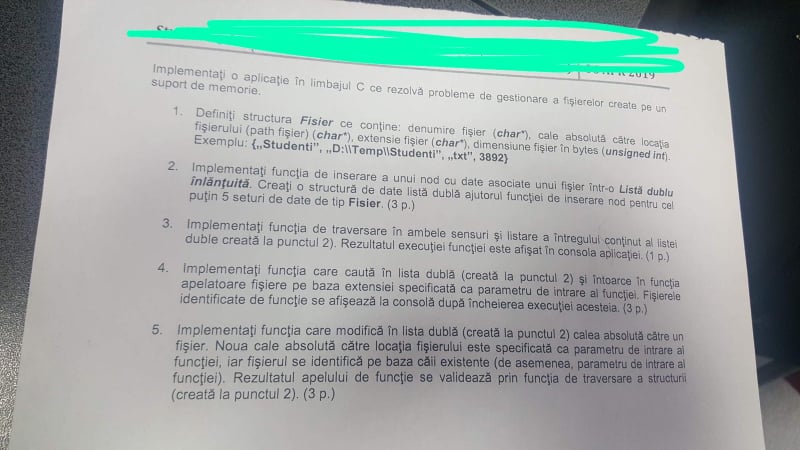 2019
Implementaţi o aplicaţie în limbajul C ce rezolvă probleme de gestionare a fişierelor create pe un
suport de memorie.
1. Definiţi structura Fisier ce conţine: denumire fişier (char*), cale absolută către locaţia
fişierului (path fişier) (char*), extensie fişier (char*), dimensiune fişier în bytes (unsigned int).
Exemplu: {„Studenti”, „D:\\Temp\\Studenti”, „txt”, 3892}
2. Implementaţi funcţia de inserare a unui nod cu date asociate unui fişier într-o Listă dublu
înlănţuită. Creaţi o structură de date listă dublă ajutorul funcţiei de inserare nod pentru cel
puţin 5 seturi de date de tip Fisier. (3 p.)
3. Implementaţi funcţia de traversare în ambele sensuri şi listare a întregului conţinut al listei
duble creată la punctul 2). Rezultatul execuţiei funcţiei este afişat în consola aplicaţiei. (1 p.)
4. Implementaţi funcţia care caută în lista dublă (creată la punctul 2) şi întoarce în funcţia
apelatoare fişiere pe baza extensiei specificată ca parametru de intrare al funcţiei. Fişierele
identificate de funcţie se afişează la consolă după încheierea execuţiei acesteia. (3 p.)
5. Implementaţi funcţia care modifică în lista dublă (creată la punctul 2) calea absolută către un
fişier. Noua cale absolută către locaţia fişierului este specificată ca parametru de intrare al
funcţiei, iar fişierul se identifică pe baza căii existente (de asemenea, parametru de intrare al
funcţiei). Rezultatul apelului de funcţie se validează prin funcţia de traversare a structurii
(creată la punctul 2). (3 p.)